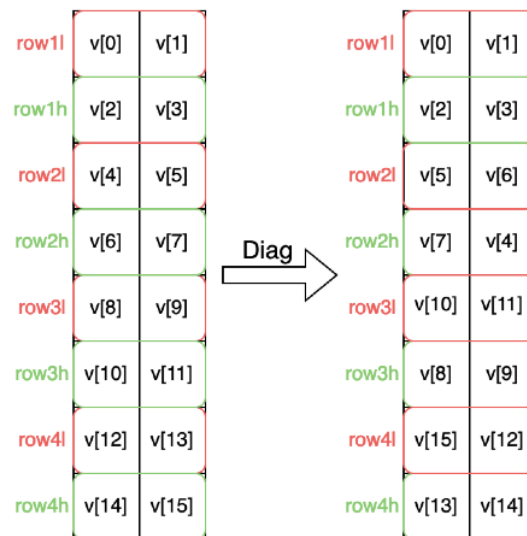 row1l v[0] v[1] row1l v[0] v[1]
row1h v[2] v[3] row1h v[2] v[3]
row2l v[4] v[5] row2l v[5] v[6]
row2h v[6] v[7] Diag row2h v[7] v[4]
row3l v[8] v[9] row3l v[10] v[11]
row3h v[10] v[11] row3h v[8] v[9]
row4l v[12] v[13] row4l v[15] v[12]
row4h v[14] v[15] row4h v[13] v[14]